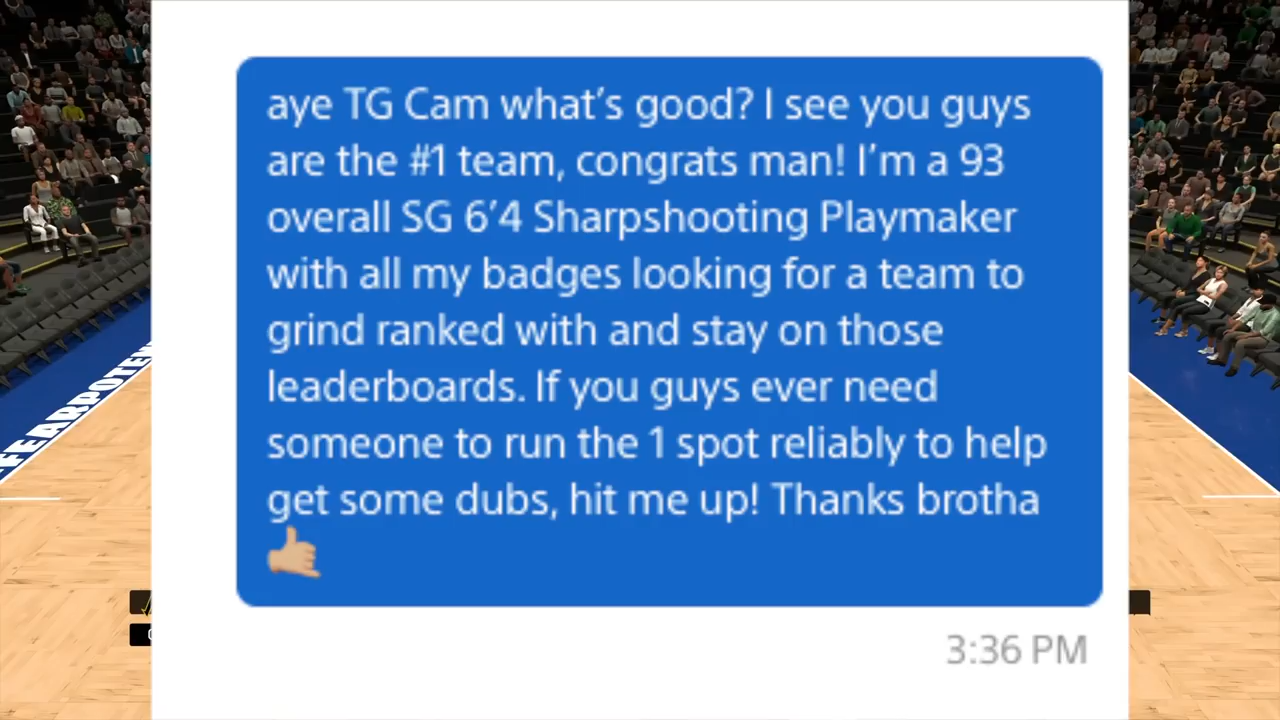 aye TG Cam what's good? I see you guys
are the #1 team, congrats man! I'm a 93
overall SG 6'4 Sharpshooting Playmaker
with all my badges looking for a team to
grind ranked with and stay on those
leaderboards. If you guys ever need
someone to run the 1 spot reliably to help
get some dubs, hit me up! Thanks brotha
🤙🏼
3:36 PM